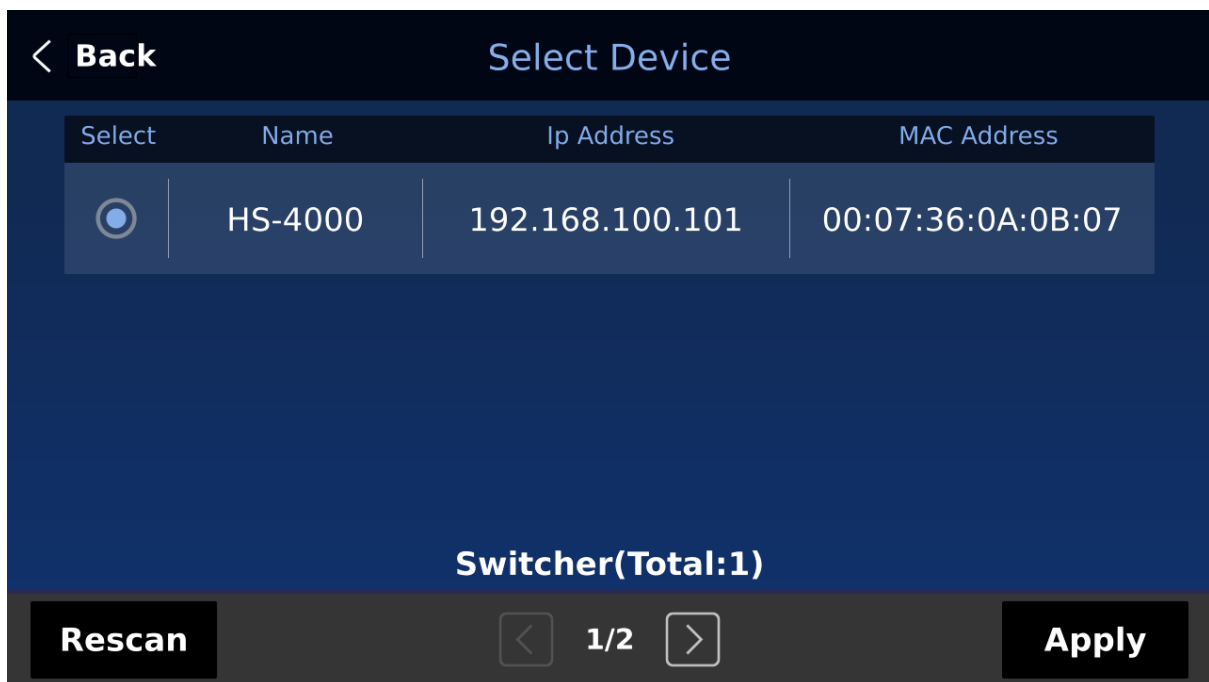 Back
Select Device
Select Name Ip Address MAC Address
HS-4000 192.168.100.101 00:07:36:0A:0B:07
Switcher(Total:1)
Rescan 1/2 Apply